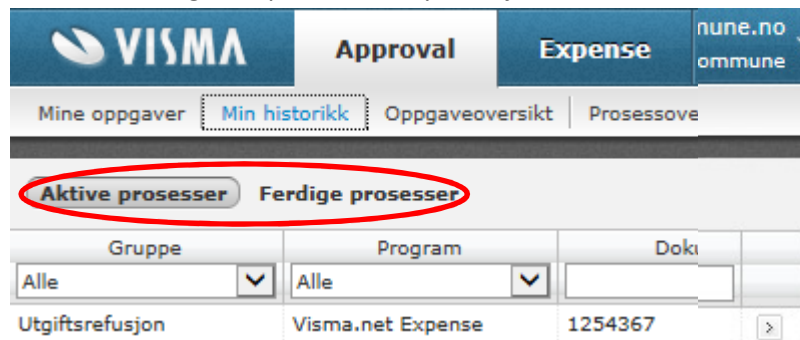 VISMA Approval Expense mune.no
ommune
Mine oppgaver Min historikk Oppgaveoversikt Prosessove
Aktive prosesser Ferdige prosesser
Gruppe Program Doku
Alle Alle
Utgiftsrefusjon Visma.net Expense 1254367